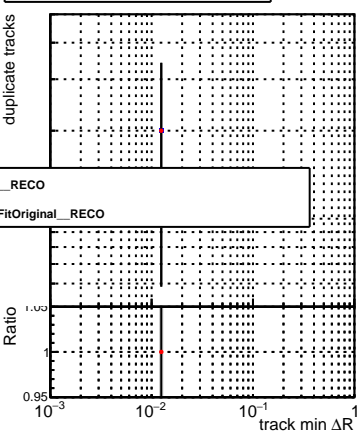 duplicate tracks
__RECO
FitOriginal__RECO
Ratio
1.05
1
0.95
10−3 10−2 10−1 1
track min ΔR